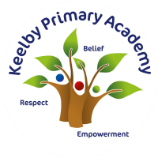 Keelby Primary Academy
Belief
Respect
Empowerment